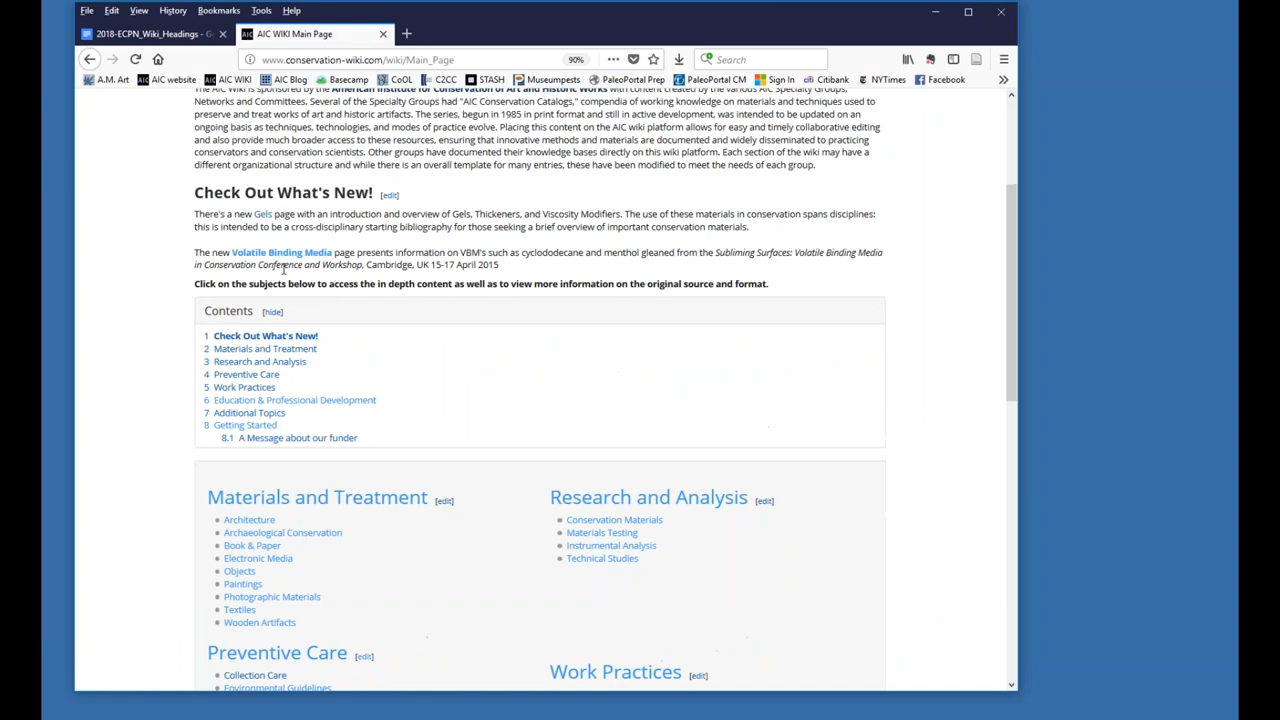 File Edit View History Bookmarks Tools Help
2018-ECPN_Wiki_Headings - G
AIC WIKI Main Page
www.conservation-wiki.com/wiki/Main_Page
90%
Search
A.M. Art AIC website AIC WIKI AIC Blog Basecamp CoOL C2CC STASH Museumpests PaleoPortal Prep PaleoPortal CM Sign In Citibank NYTimes Facebook
The AIC Wiki is sponsored by the American Institute for Conservation of Art and Historic Works with content created by the various AIC Specialty Groups,
Networks and Committees. Several of the Specialty Groups had "AIC Conservation Catalogs," compendia of working knowledge on materials and techniques used to
preserve and treat works of art and historic artifacts. The series, begun in 1985 in print format and still in active development, was intended to be updated on an
ongoing basis as techniques, technologies, and modes of practice evolve. Placing this content on the AIC wiki platform allows for easy and timely collaborative editing
and also provide much broader access to these resources, ensuring that innovative methods and materials are documented and widely disseminated to practicing
conservators and conservation scientists. Other groups have documented their knowledge bases directly on this wiki platform. Each section of the wiki may have a
different organizational structure and while there is an overall template for many entries, these have been modified to meet the needs of each group.
Check Out What's New! [edit]
There's a new Gels page with an introduction and overview of Gels, Thickeners, and Viscosity Modifiers. The use of these materials in conservation spans disciplines:
this is intended to be a cross-disciplinary starting bibliography for those seeking a brief overview of important conservation materials.
The new Volatile Binding Media page presents information on VBM's such as cyclododecane and menthol gleaned from the Subliming Surfaces: Volatile Binding Media
in Conservation Conference and Workshop, Cambridge, UK 15-17 April 2015
Click on the subjects below to access the in depth content as well as to view more information on the original source and format.
Contents [hide]
1 Check Out What's New!
2 Materials and Treatment
3 Research and Analysis
4 Preventive Care
5 Work Practices
6 Education & Professional Development
7 Additional Topics
8 Getting Started
8.1 A Message about our funder
Materials and Treatment [edit]
Architecture
Archaeological Conservation
Book & Paper
Electronic Media
Objects
Paintings
Photographic Materials
Textiles
Wooden Artifacts
Research and Analysis [edit]
Conservation Materials
Materials Testing
Instrumental Analysis
Technical Studies
Preventive Care [edit]
Collection Care
Environmental Guidelines
Work Practices [edit]